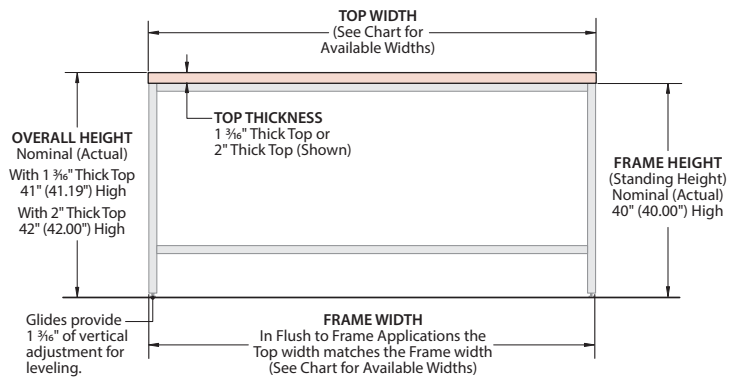 TOP WIDTH
(See Chart for
Available Widths)
TOP THICKNESS
1 3⁄16" Thick Top or
2" Thick Top (Shown)
OVERALL HEIGHT
Nominal (Actual)
With 1 3⁄16" Thick Top
41" (41.19") High
With 2" Thick Top
42" (42.00") High
FRAME HEIGHT
(Standing Height)
Nominal (Actual)
40" (40.00") High
Glides provide
1 3⁄16" of vertical
adjustment for
leveling.
FRAME WIDTH
In Flush to Frame Applications the
Top width matches the Frame width
(See Chart for Available Widths)